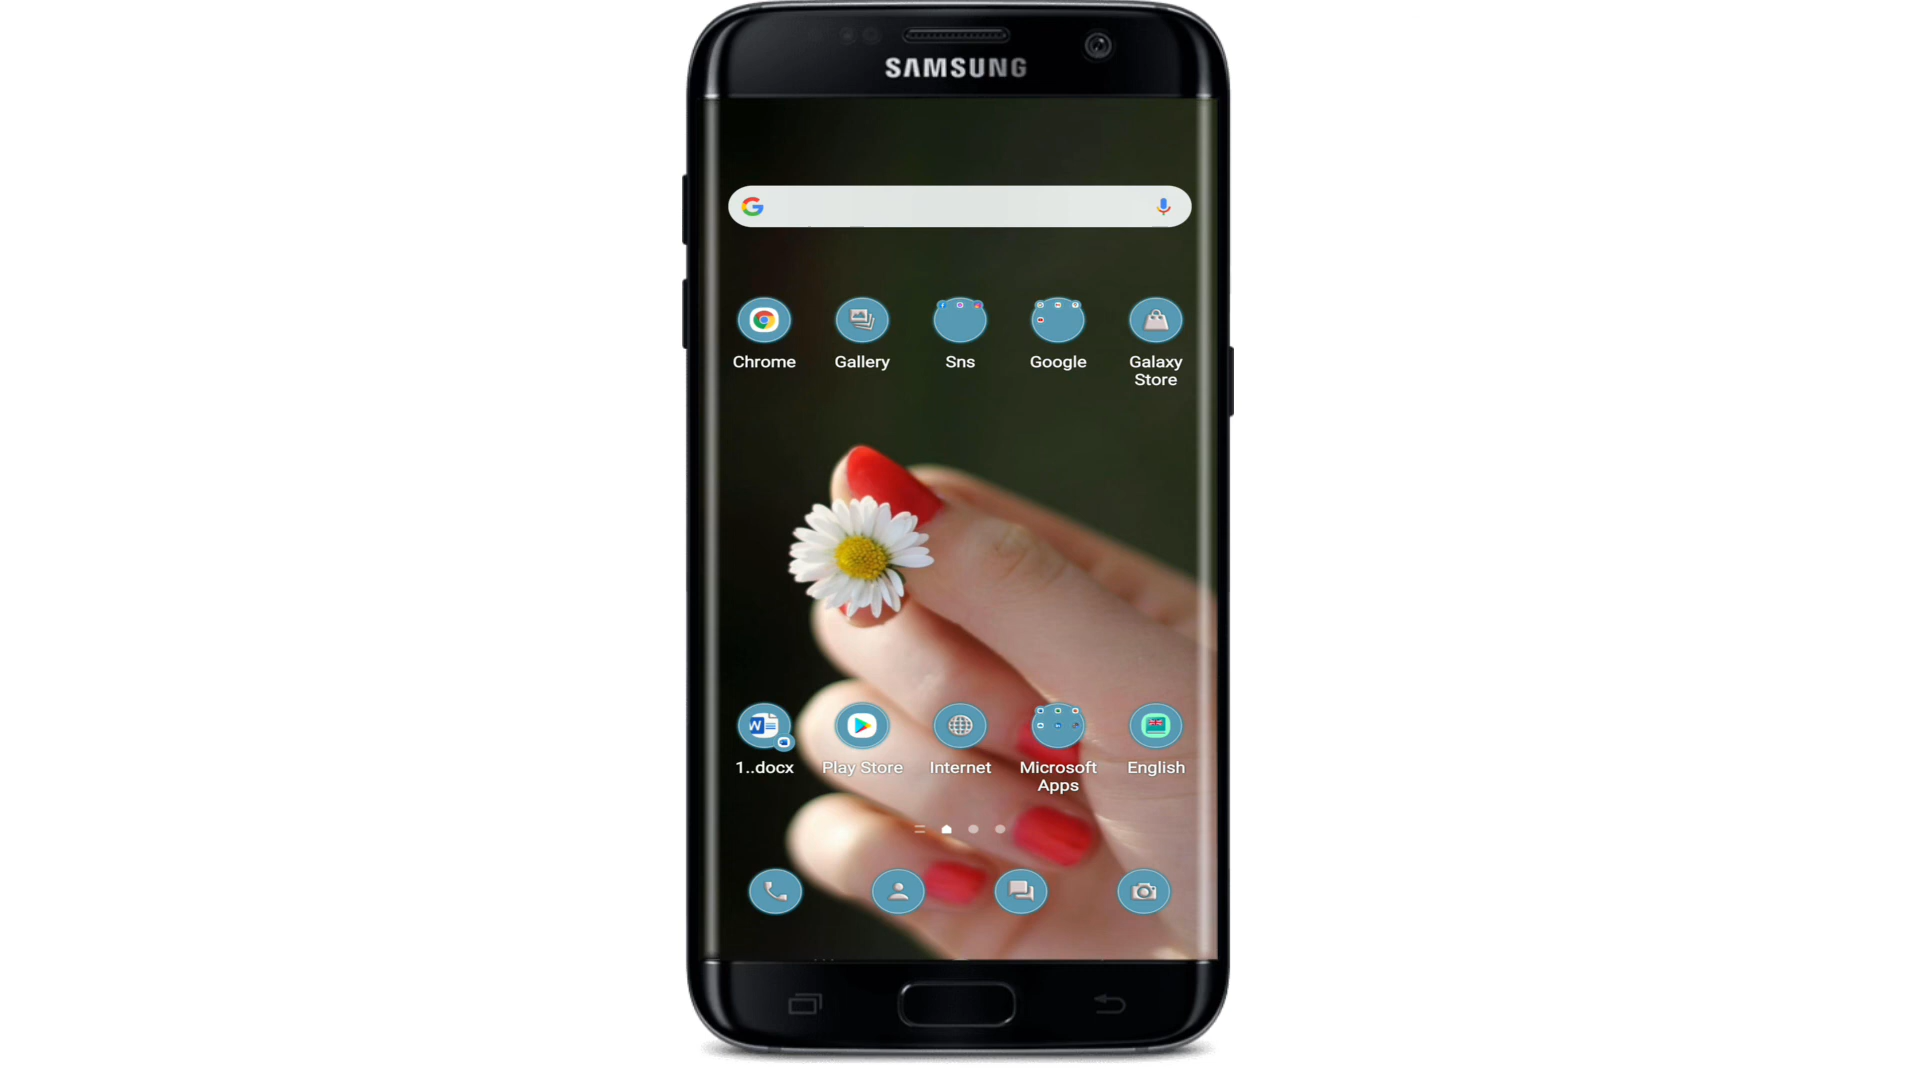 SAMSUNG
Chrome
Gallery
Sns
Google
Galaxy
Store
W
1..docx
Play Store
Internet
Microsoft
Apps
English